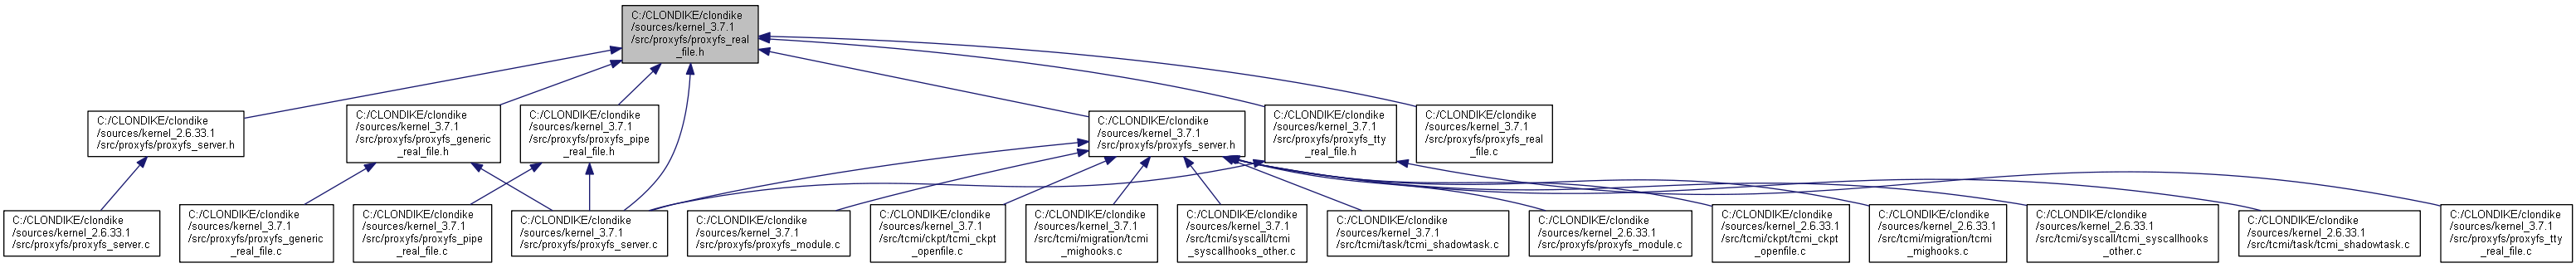 C:/CLONDIKE/clondike
/sources/kernel_3.7.1
/src/proxyfs/proxyfs_real
_file.h
C:/CLONDIKE/clondike
/sources/kernel_2.6.33.1
/src/proxyfs/proxyfs_server.h
C:/CLONDIKE/clondike
/sources/kernel_3.7.1
/src/proxyfs/proxyfs_generic
_real_file.h
C:/CLONDIKE/clondike
/sources/kernel_3.7.1
/src/proxyfs/proxyfs_pipe
_real_file.h
C:/CLONDIKE/clondike
/sources/kernel_3.7.1
/src/proxyfs/proxyfs_server.h
C:/CLONDIKE/clondike
/sources/kernel_3.7.1
/src/proxyfs/proxyfs_tty
_real_file.h
C:/CLONDIKE/clondike
/sources/kernel_3.7.1
/src/proxyfs/proxyfs_real
_file.c
C:/CLONDIKE/clondike
/sources/kernel_2.6.33.1
/src/proxyfs/proxyfs_server.c
C:/CLONDIKE/clondike
/sources/kernel_3.7.1
/src/proxyfs/proxyfs_generic
_real_file.c
C:/CLONDIKE/clondike
/sources/kernel_3.7.1
/src/proxyfs/proxyfs_pipe
_real_file.c
C:/CLONDIKE/clondike
/sources/kernel_3.7.1
/src/proxyfs/proxyfs_server.c
C:/CLONDIKE/clondike
/sources/kernel_3.7.1
/src/proxyfs/proxyfs_module.c
C:/CLONDIKE/clondike
/sources/kernel_3.7.1
/src/tcmi/ckpt/tcmi_ckpt
_openfile.c
C:/CLONDIKE/clondike
/sources/kernel_3.7.1
/src/tcmi/migration/tcmi
_mighooks.c
C:/CLONDIKE/clondike
/sources/kernel_3.7.1
/src/tcmi/syscall/tcmi
_syscallhooks_other.c
C:/CLONDIKE/clondike
/sources/kernel_3.7.1
/src/tcmi/task/tcmi_shadowtask.c
C:/CLONDIKE/clondike
/sources/kernel_2.6.33.1
/src/proxyfs/proxyfs_module.c
C:/CLONDIKE/clondike
/sources/kernel_2.6.33.1
/src/tcmi/ckpt/tcmi_ckpt
_openfile.c
C:/CLONDIKE/clondike
/sources/kernel_2.6.33.1
/src/tcmi/migration/tcmi
_mighooks.c
C:/CLONDIKE/clondike
/sources/kernel_2.6.33.1
/src/tcmi/syscall/tcmi_syscallhooks
_other.c
C:/CLONDIKE/clondike
/sources/kernel_2.6.33.1
/src/tcmi/task/tcmi_shadowtask.c
C:/CLONDIKE/clondike
/sources/kernel_3.7.1
/src/proxyfs/proxyfs_tty
_real_file.c